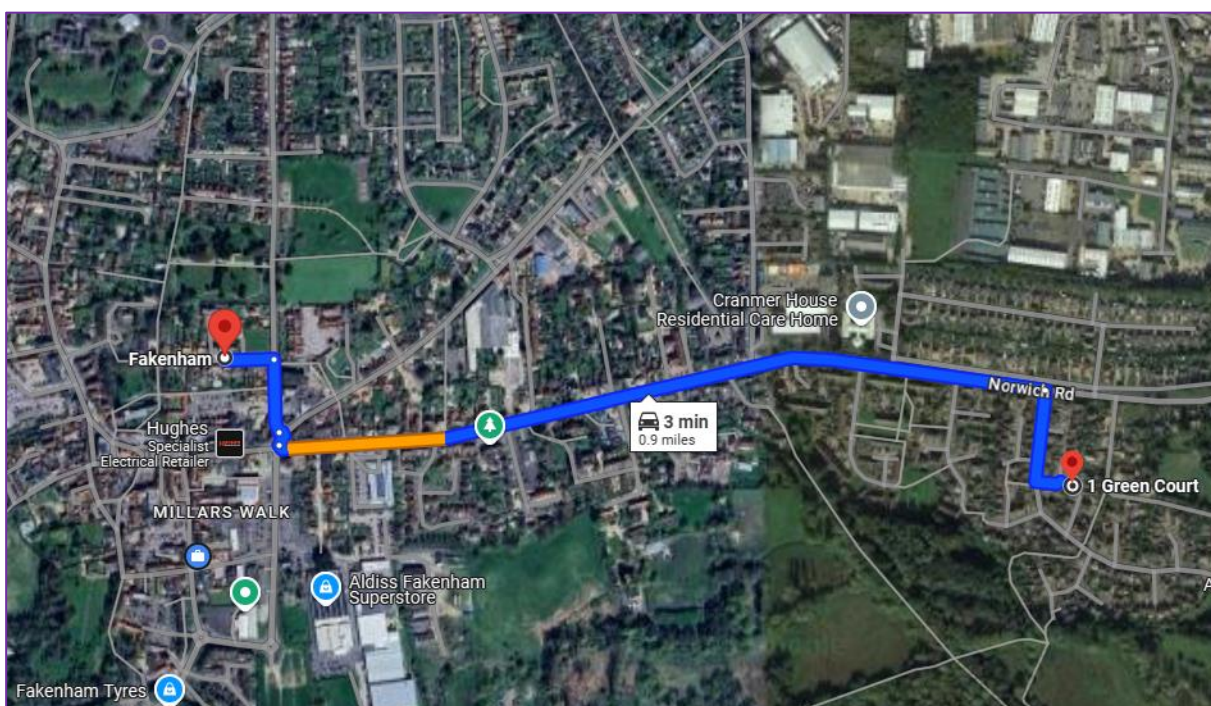 Cranmer House
Residential Care Home
Fakenham
Norwich Rd
3 min
0.9 miles
Hughes
Specialist
Electrical Retailer
1 Green Court
MILLARS WALK
Aldiss Fakenham
Superstore
A
Fakenham Tyres